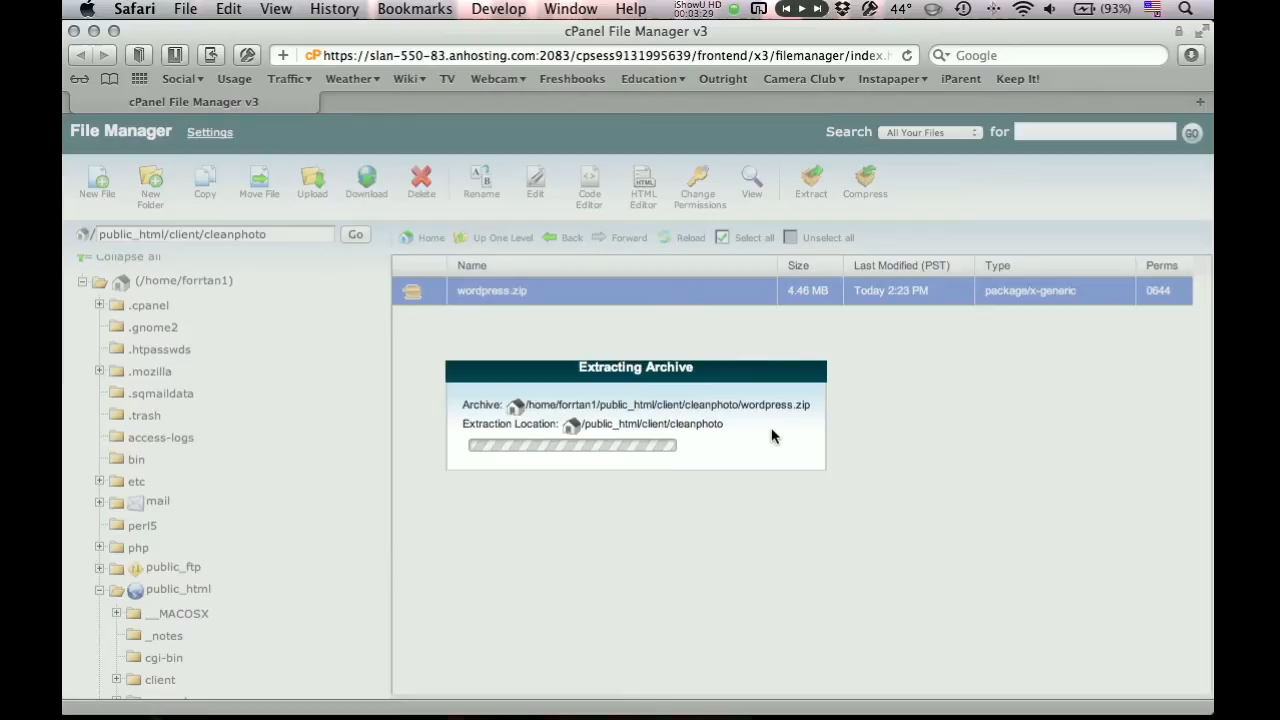 Safari File Edit View History Bookmarks Develop Window Help iShowU HD 00:03:29 44° (93%)
cPanel File Manager v3
cP https://slan-550-83.anhosting.com:2083/cpsess9131995639/frontend/x3/filemanager/index. Google
Social Usage Traffic Weather Wiki TV Webcam Freshbooks Education Outright Camera Club Instapaper iParent Keep It!
cPanel File Manager v3
File Manager Settings Search All Your Files for GO
New File New Folder Copy Move File Upload Download Delete Rename Edit Code Editor HTML Editor Change Permissions View Extract Compress
/ public_html/client/cleanphoto Go Home Up One Level Back Forward Reload Select all Unselect all
Collapse all
Name Size Last Modified (PST) Type Perms
(/home/forrtan1)
wordpress.zip 4.46 MB Today 2:23 PM package/x-generic 0644
.cpanel
.gnome2
.htpasswds
.mozilla
.sqmaildata
.trash
access-logs
bin
etc
mail
perl5
php
public_ftp
public_html
__MACOSX
_notes
cgi-bin
client
Extracting Archive
Archive: /home/forrtan1/public_html/client/cleanphoto/wordpress.zip
Extraction Location: /public_html/client/cleanphoto